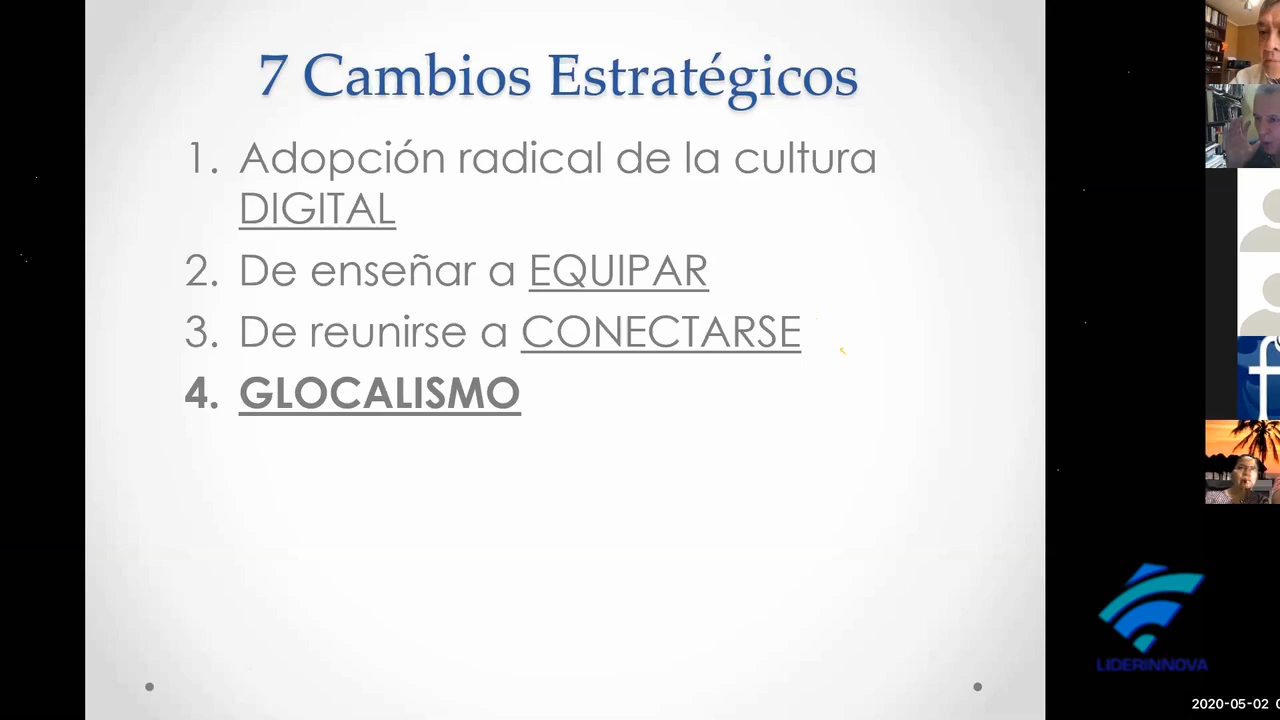 7 Cambios Estratégicos
1. Adopción radical de la cultura
DIGITAL
2. De enseñar a EQUIPAR
3. De reunirse a CONECTARSE
4. GLOCALISMO
LIDERINNOVA
2020-05-02